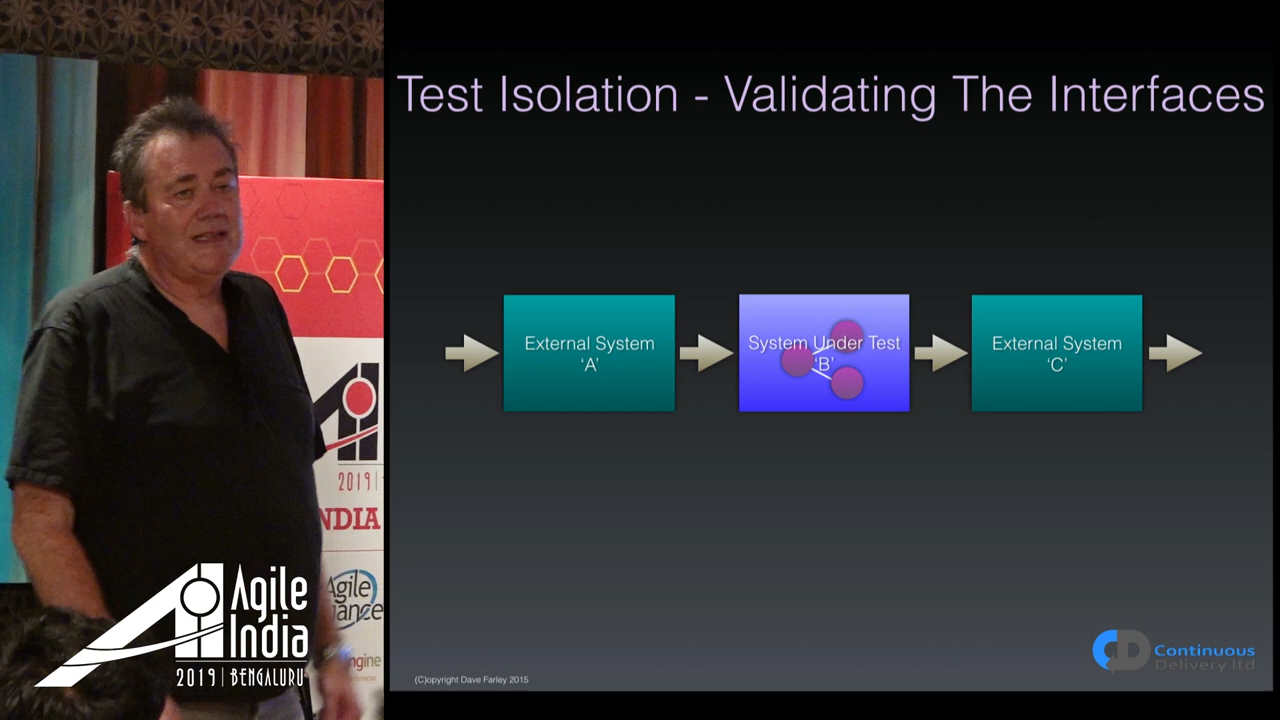 Test Isolation - Validating The Interfaces
External System
‘A’
System Under Test
‘B’
External System
‘C’
(C)opyright Dave Farley 2015
Continuous
Delivery ltd
2019
NDIA
Agile
Agile
India
2019 | BENGALURU